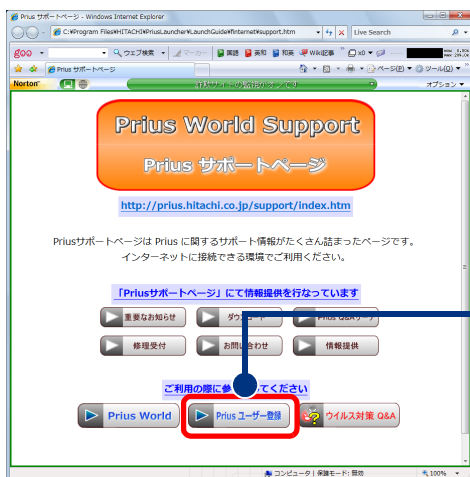 Prius サポートページ - Windows Internet Explorer
C:¥Program Files¥HITACHI¥PriusLauncher¥LaunchGuide¥finternet¥support.htm
Live Search
goo
ウェブ検索
マーカー
国語
英和
和英
Wiki記事
x0
Prius サポートページ
ページ(P)
ツール(O)
Norton
オプション
Prius World Support
Prius サポートページ
http://prius.hitachi.co.jp/support/index.htm
Priusサポートページは Prius に関するサポート情報がたくさん詰まったページです。
インターネットに接続できる環境でご利用ください。
「Priusサポートページ」にて情報提供を行なっています
重要なお知らせ
修理受付
お問い合わせ
情報提供
ご利用の際に参 てください
Prius World
Prius ユーザー登録
ウイルス対策 Q&A
コンピュータ | 保護モード: 無効
100%